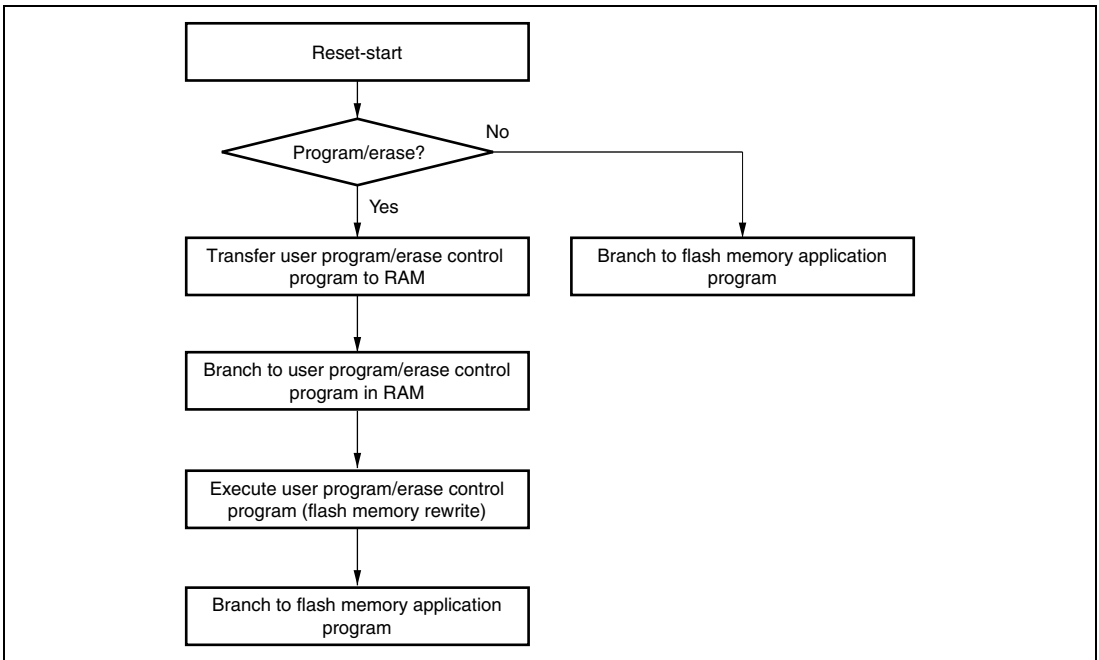 Reset-start
Program/erase?
No
Yes
Transfer user program/erase control
program to RAM
Branch to flash memory application
program
Branch to user program/erase control
program in RAM
Execute user program/erase control
program (flash memory rewrite)
Branch to flash memory application
program